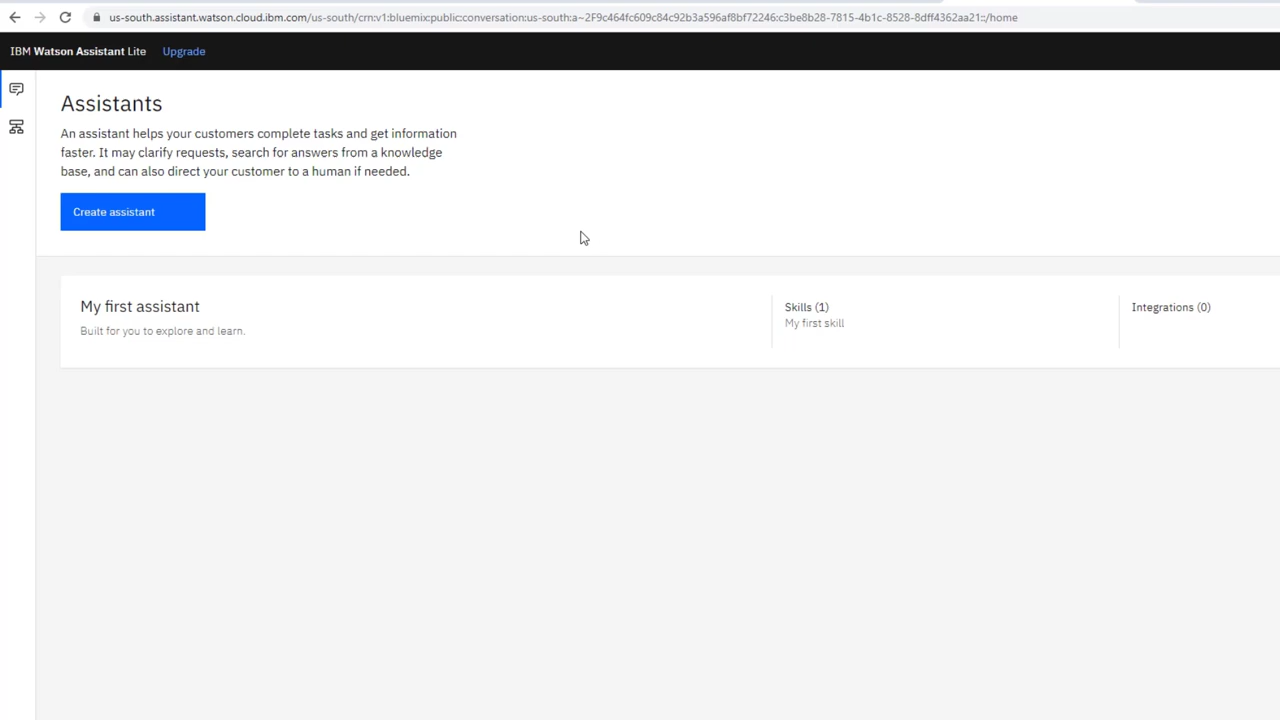 us-south.assistant.watson.cloud.ibm.com/us-south/crn:v1:bluemix:public:conversation:us-south:a~2F9c464fc609c84c92b3a596af8bf72246:c3be8b28-7815-4b1c-8528-8dff4362aa21::/home
IBM Watson Assistant Lite Upgrade
Assistants
An assistant helps your customers complete tasks and get information
faster. It may clarify requests, search for answers from a knowledge
base, and can also direct your customer to a human if needed.
Create assistant
My first assistant
Built for you to explore and learn.
Skills (1)
My first skill
Integrations (0)